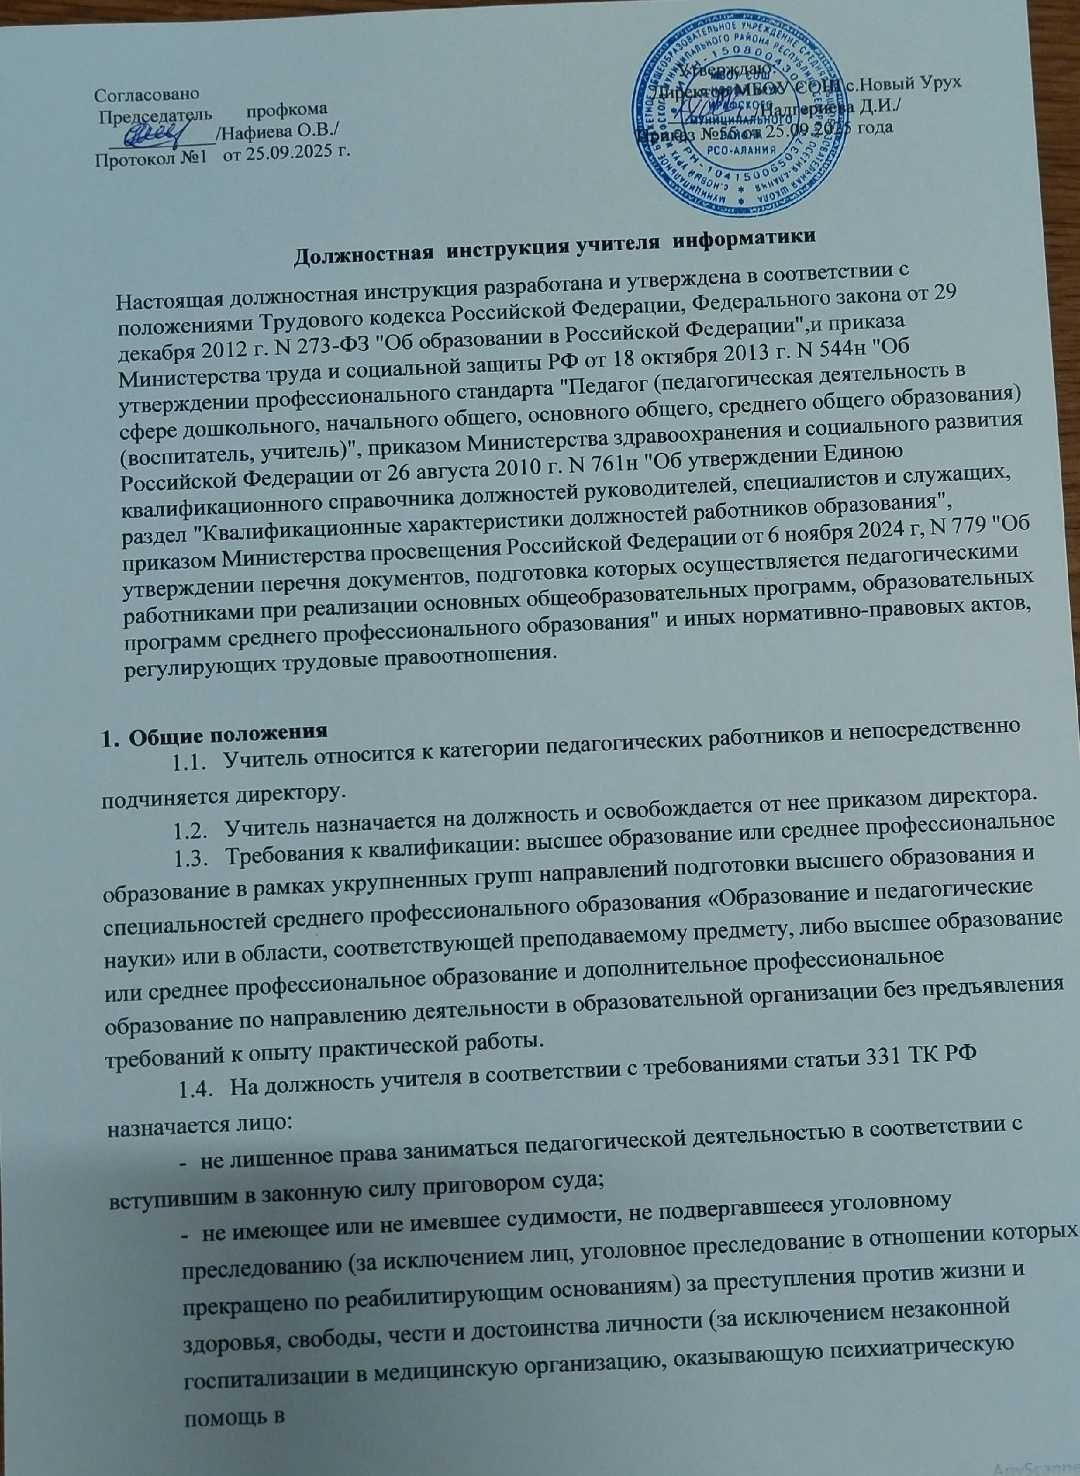 Согласовано
Председатель профкома
/Нафиева О.В./
Протокол №1 от 25.09.2025 г.
Утверждаю:
Директор МБОУ СОШ с.Новый Урух
/Надгериева Д.И./
Приказ №55 от 25.09.2025 года
РСО-АЛАНИЯ
Должностная инструкция учителя информатики
Настоящая должностная инструкция разработана и утверждена в соответствии с
положениями Трудового кодекса Российской Федерации, Федерального закона от 29
декабря 2012 г. N 273-ФЗ "Об образовании в Российской Федерации",и приказа
Министерства труда и социальной защиты РФ от 18 октября 2013 г. N 544н "Об
утверждении профессионального стандарта "Педагог (педагогическая деятельность в
сфере дошкольного, начального общего, основного общего, среднего общего образования)
(воспитатель, учитель)", приказом Министерства здравоохранения и социального развития
Российской Федерации от 26 августа 2010 г. N 761н "Об утверждении Единою
квалификационного справочника должностей руководителей, специалистов и служащих,
раздел "Квалификационные характеристики должностей работников образования",
приказом Министерства просвещения Российской Федерации от 6 ноября 2024 г, N 779 "Об
утверждении перечня документов, подготовка которых осуществляется педагогическими
работниками при реализации основных общеобразовательных программ, образовательных
программ среднего профессионального образования" и иных нормативно-правовых актов,
регулирующих трудовые правоотношения.
1. Общие положения
1.1. Учитель относится к категории педагогических работников и непосредственно
подчиняется директору.
1.2. Учитель назначается на должность и освобождается от нее приказом директора.
1.3. Требования к квалификации: высшее образование или среднее профессиональное
образование в рамках укрупненных групп направлений подготовки высшего образования и
специальностей среднего профессионального образования «Образование и педагогические
науки» или в области, соответствующей преподаваемому предмету, либо высшее образование
или среднее профессиональное образование и дополнительное профессиональное
образование по направлению деятельности в образовательной организации без предъявления
требований к опыту практической работы.
1.4. На должность учителя в соответствии с требованиями статьи 331 ТК РФ
назначается лицо:
- не лишенное права заниматься педагогической деятельностью в соответствии с
вступившим в законную силу приговором суда;
- не имеющее или не имевшее судимости, не подвергавшееся уголовному
преследованию (за исключением лиц, уголовное преследование в отношении которых
прекращено по реабилитирующим основаниям) за преступления против жизни и
здоровья, свободы, чести и достоинства личности (за исключением незаконной
госпитализации в медицинскую организацию, оказывающую психиатрическую
помощь в